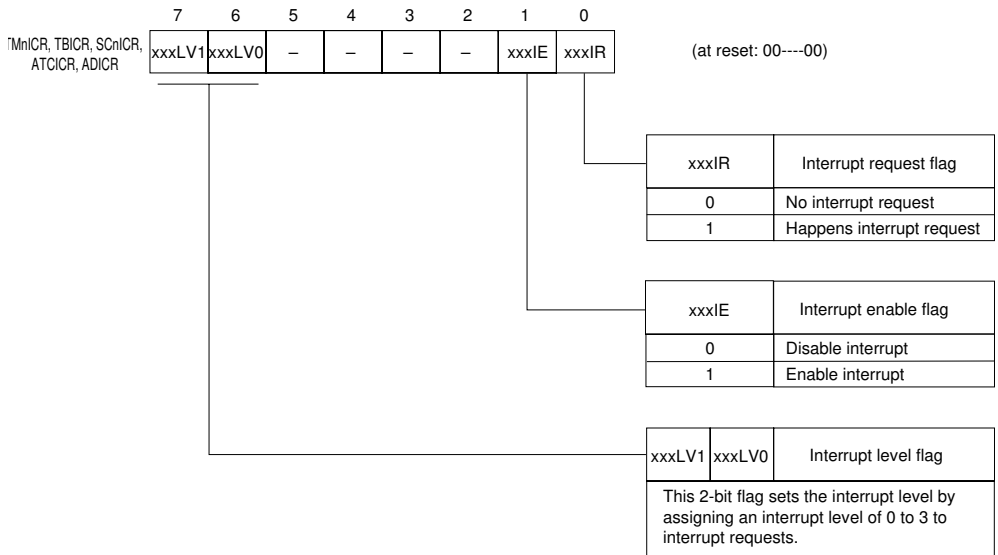 7 6 5 4 3 2 1 0
TMnICR, TBICR, SCnICR,
ATCICR, ADICR
xxxLV1 xxxLV0 – – – – xxxIE xxxIR
(at reset: 00----00)
xxxIR Interrupt request flag
0 No interrupt request
1 Happens interrupt request
xxxIE Interrupt enable flag
0 Disable interrupt
1 Enable interrupt
xxxLV1 xxxLV0 Interrupt level flag
This 2-bit flag sets the interrupt level by
assigning an interrupt level of 0 to 3 to
interrupt requests.